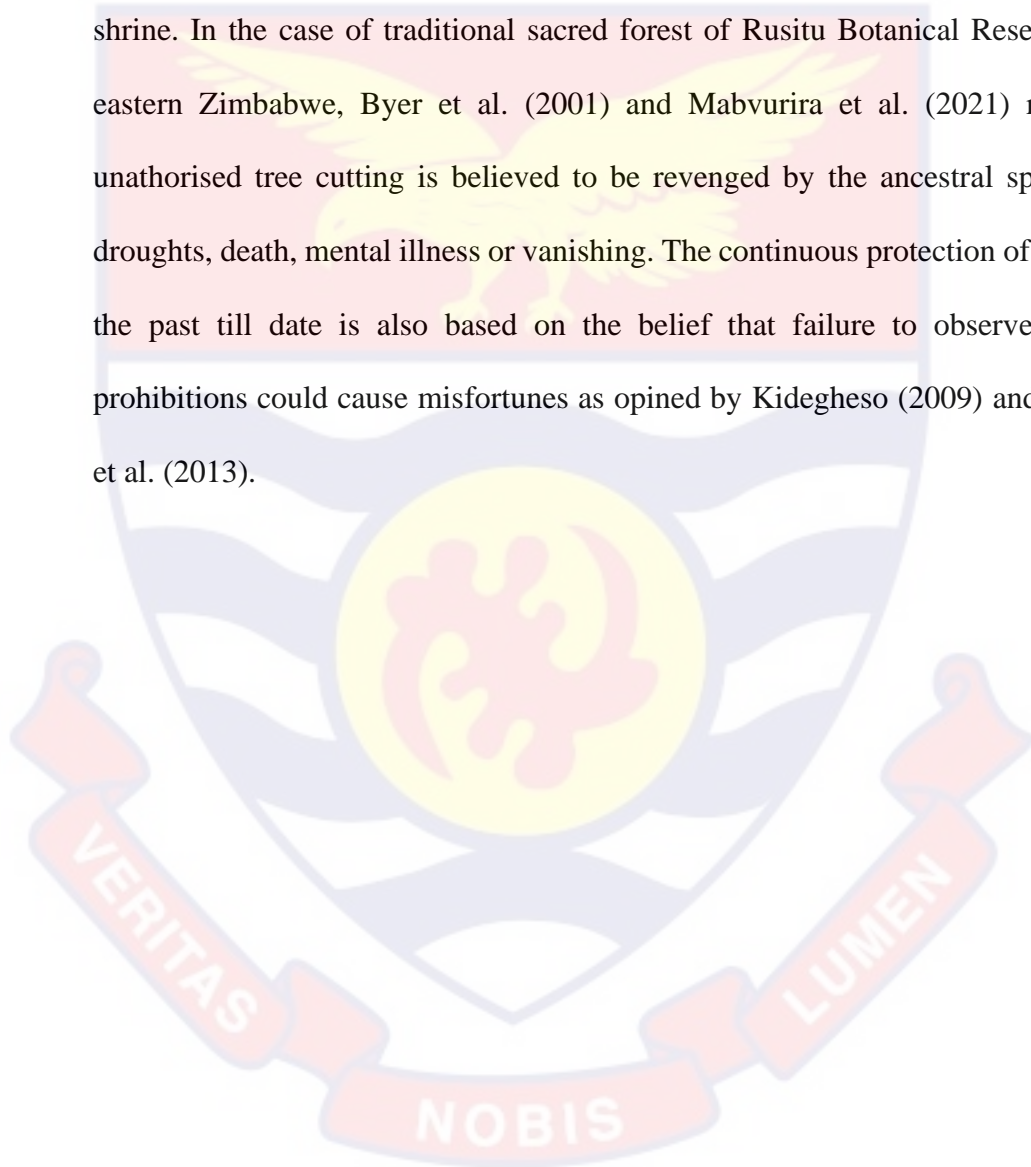 shrine. In the case of traditional sacred forest of Rusitu Botanical Rese
eastern Zimbabwe, Byer et al. (2001) and Mabvurira et al. (2021)
unathorised tree cutting is believed to be revenged by the ancestral sp
droughts, death, mental illness or vanishing. The continuous protection of
the past till date is also based on the belief that failure to observe
prohibitions could cause misfortunes as opined by Kidegheso (2009) and
et al. (2013).
VERITAS
NOBIS
LUMEN